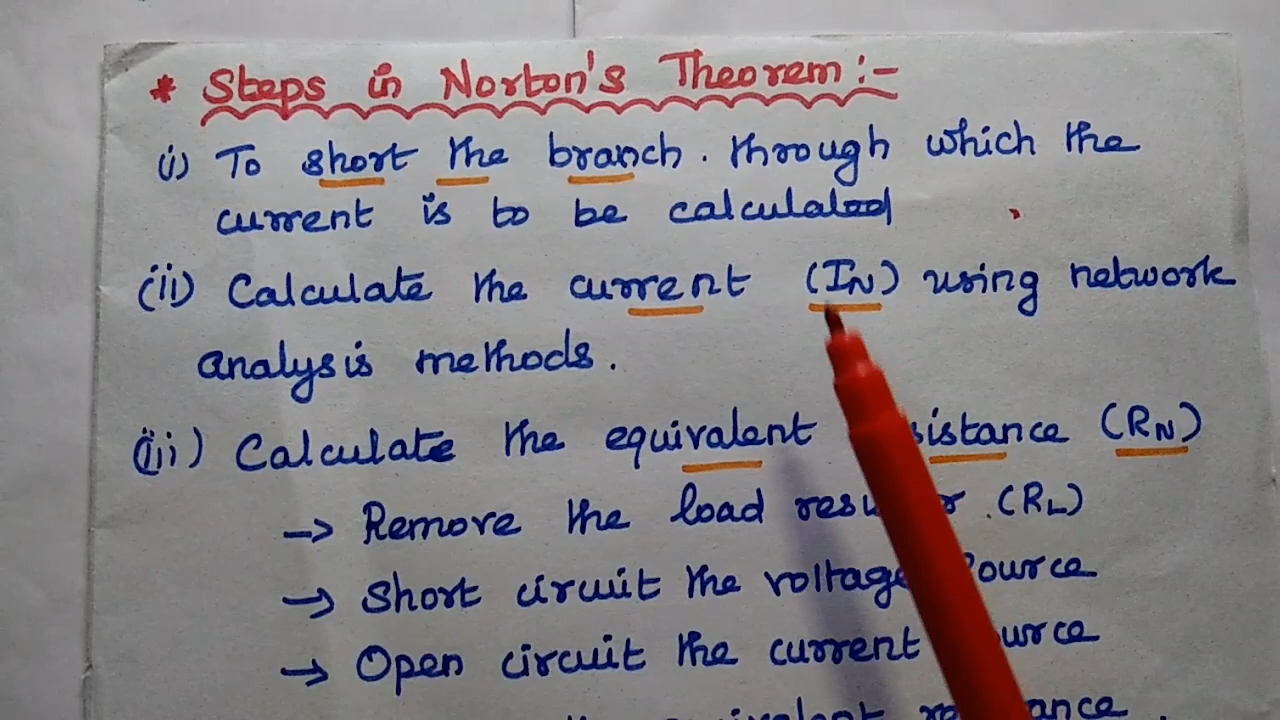 * Steps in Norton's Theorem :-
(i) To short the branch. through which the
current is to be calculated
(ii) Calculate the current (IN) using network
analysis methods.
(iii) Calculate the equivalent (RN)
→ Remove the load (RL)
→ Short circuit the voltage
→ Open circuit the current
equivalent